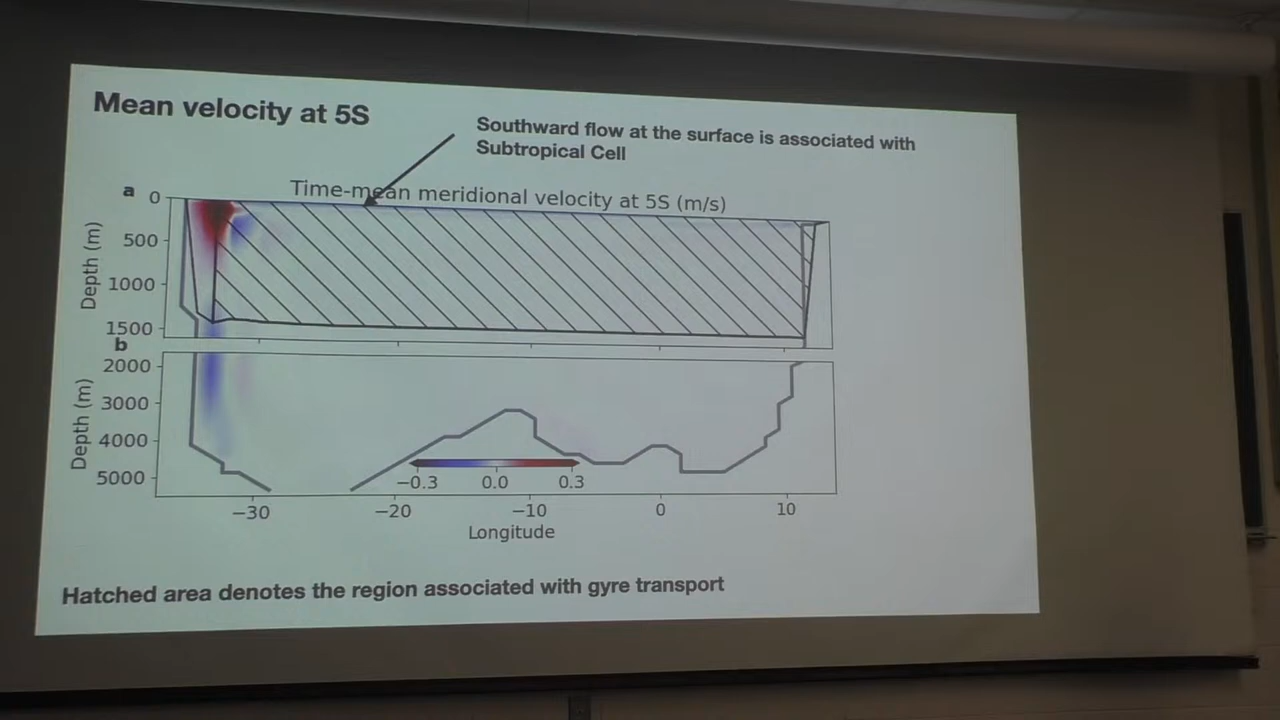 Mean velocity at 5S
Southward flow at the surface is associated with
Subtropical Cell
a
Time-mean meridional velocity at 5S (m/s)
0
500
1000
1500
Depth (m)
b
2000
3000
4000
5000
Depth (m)
−0.3 0.0 0.3
−30 −20 −10 0 10
Longitude
Hatched area denotes the region associated with gyre transport